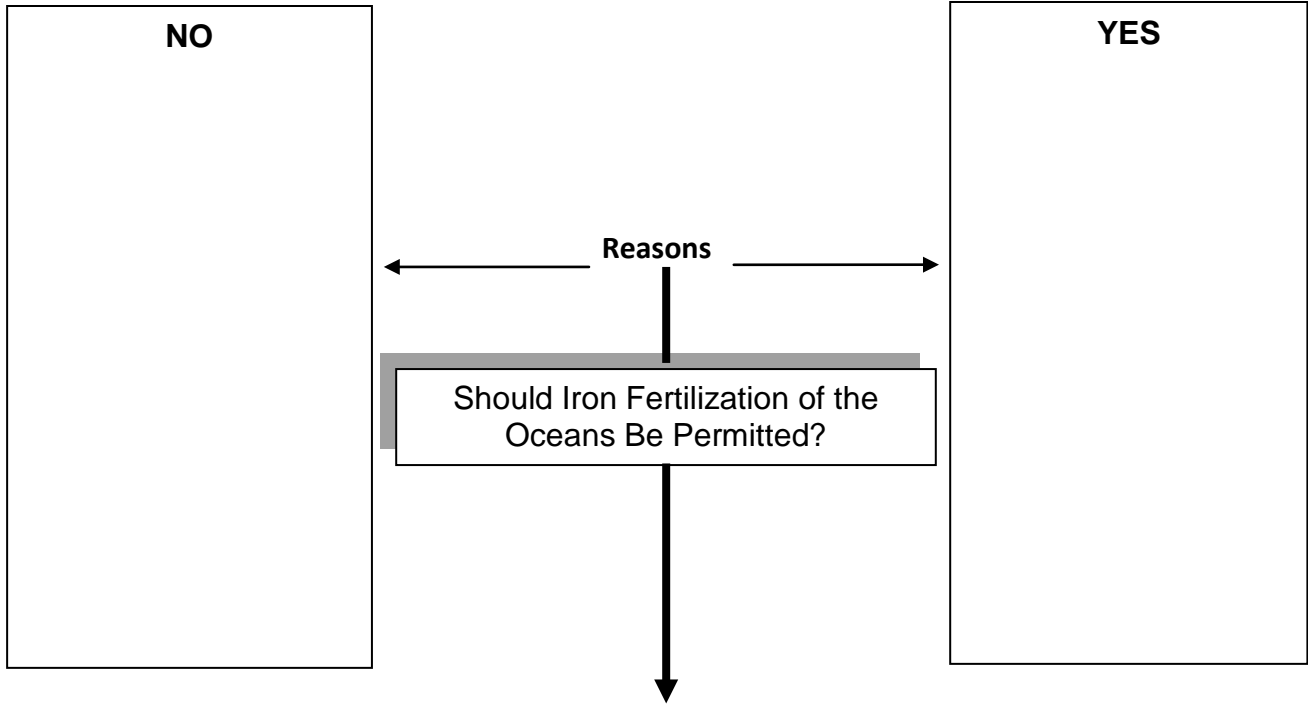 NO
YES
Reasons
Should Iron Fertilization of the
Oceans Be Permitted?